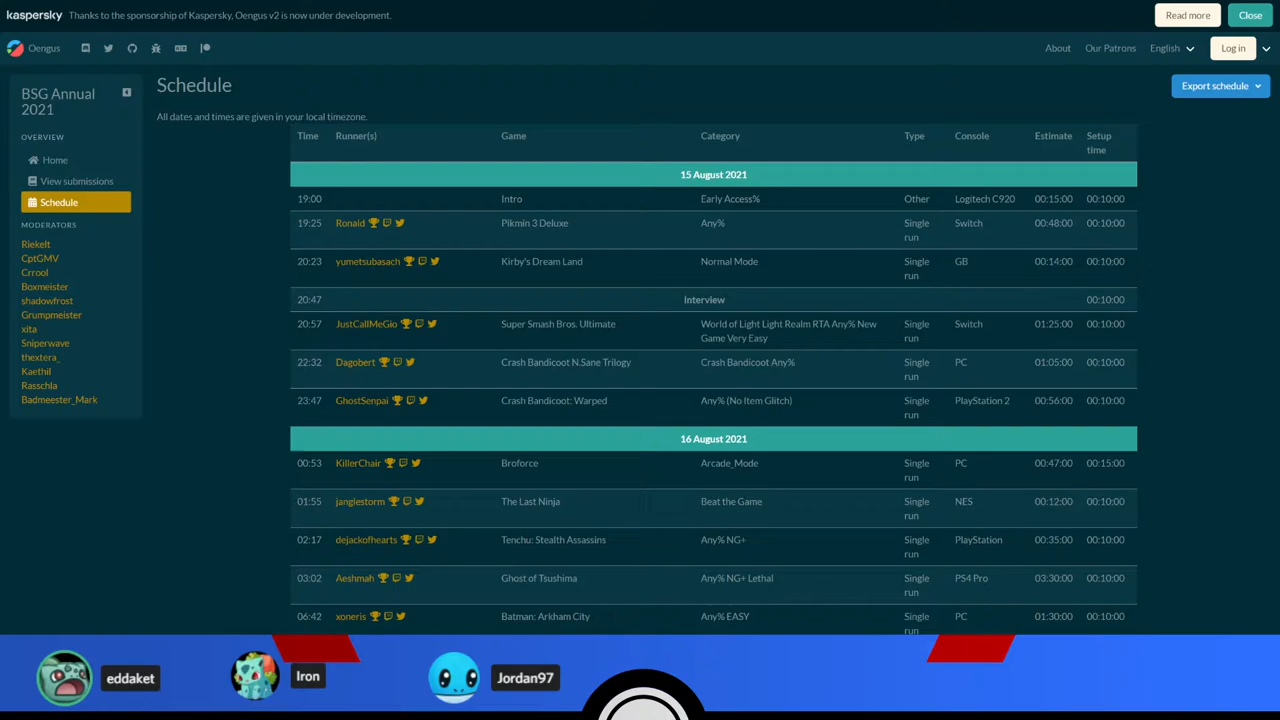 kaspersky Thanks to the sponsorship of Kaspersky, Oengus v2 is now under development. Read more Close
Oengus About Our Patrons English Log in
BSG Annual
2021
OVERVIEW
Home
View submissions
Schedule
MODERATORS
Riekelt
CptGMV
Crrool
Boxmeister
shadowfrost
Grumpmeister
xita
Sniperwave
thextera_
Kaethil
Rasschla
Badmeester_Mark
Schedule
Export schedule
All dates and times are given in your local timezone.
Time Runner(s) Game Category Type Console Estimate Setup
time
15 August 2021
19:00 Intro Early Access% Other Logitech C920 00:15:00 00:10:00
19:25 Ronald Pikmin 3 Deluxe Any% Single Switch 00:48:00 00:10:00
run
20:23 yumetsubasach Kirby's Dream Land Normal Mode Single GB 00:14:00 00:10:00
run
20:47 Interview 00:10:00
20:57 JustCallMeGio Super Smash Bros. Ultimate World of Light Light Realm RTA Any% New Single Switch 01:25:00 00:10:00
Game Very Easy run
22:32 Dagobert Crash Bandicoot N.Sane Trilogy Crash Bandicoot Any% Single PC 01:05:00 00:10:00
run
23:47 GhostSenpai Crash Bandicoot: Warped Any% (No Item Glitch) Single PlayStation 2 00:56:00 00:10:00
run
16 August 2021
00:53 KillerChair Broforce Arcade_Mode Single PC 00:47:00 00:15:00
run
01:55 janglestorm The Last Ninja Beat the Game Single NES 00:12:00 00:10:00
run
02:17 dejackofhearts Tenchu: Stealth Assassins Any% NG+ Single PlayStation 00:35:00 00:10:00
run
03:02 Aeshmah Ghost of Tsushima Any% NG+ Lethal Single PS4 Pro 03:30:00 00:10:00
run
06:42 xoneris Batman: Arkham City Any% EASY Single PC 01:30:00 00:10:00
run
eddaket Iron Jordan97